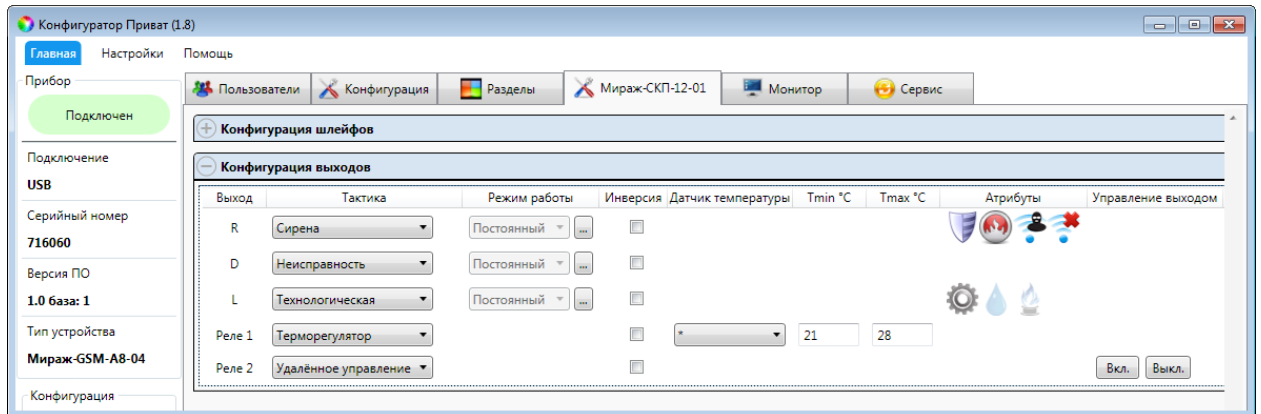 Конфигуратор Приват (1.8)
Главная Настройки Помощь
Прибор
Подключен
Подключение
USB
Серийный номер
716060
Версия ПО
1.0 база: 1
Тип устройства
Мираж-GSM-A8-04
Конфигурация
Пользователи Конфигурация Разделы Мираж-СКП-12-01 Монитор Сервис
Конфигурация шлейфов
Конфигурация выходов
Выход Тактика Режим работы Инверсия Датчик температуры Tmin °C Tmax °C Атрибуты Управление выходом
R Сирена Постоянный ...
D Неисправность Постоянный ...
L Технологическая Постоянный ...
Реле 1 Терморегулятор * 21 28
Реле 2 Удалённое управление Вкл. Выкл.